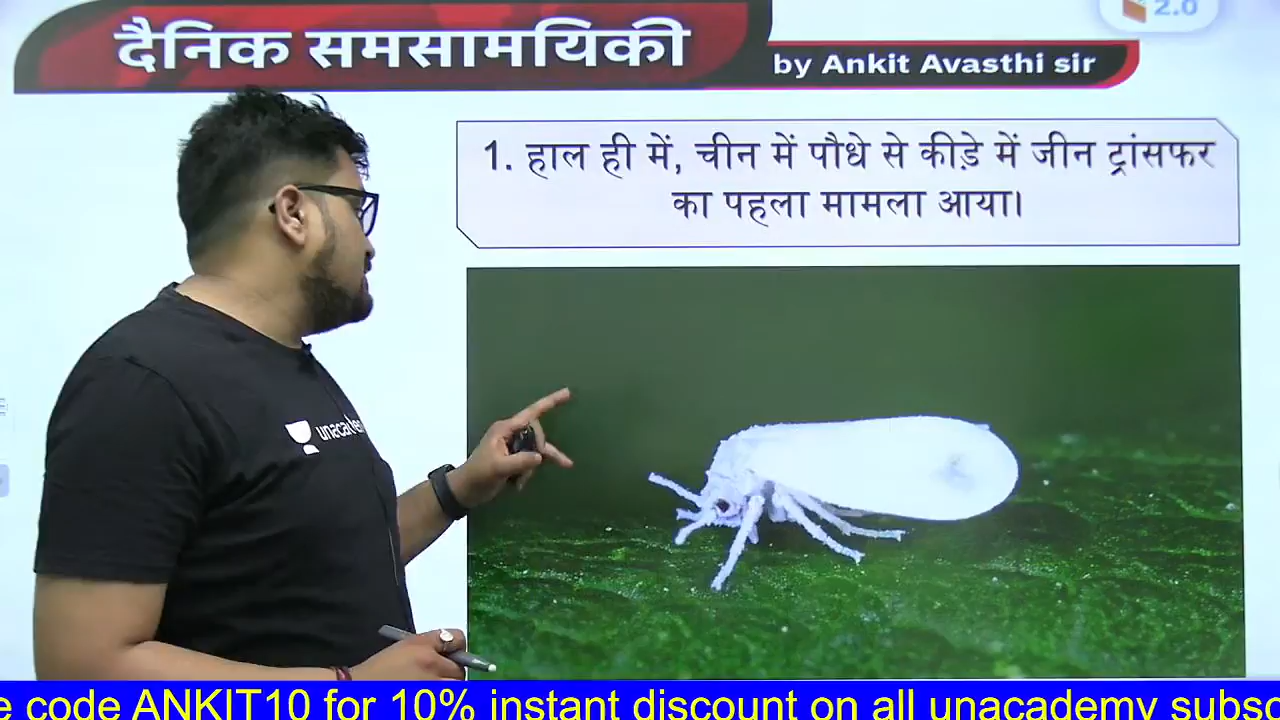 2.0
दैनिक समसामयिकी
by Ankit Avasthi sir
1. हाल ही में, चीन में पौधे से कीड़े में जीन ट्रांसफर
का पहला मामला आया।
code ANKIT10 for 10% instant discount on all unacademy